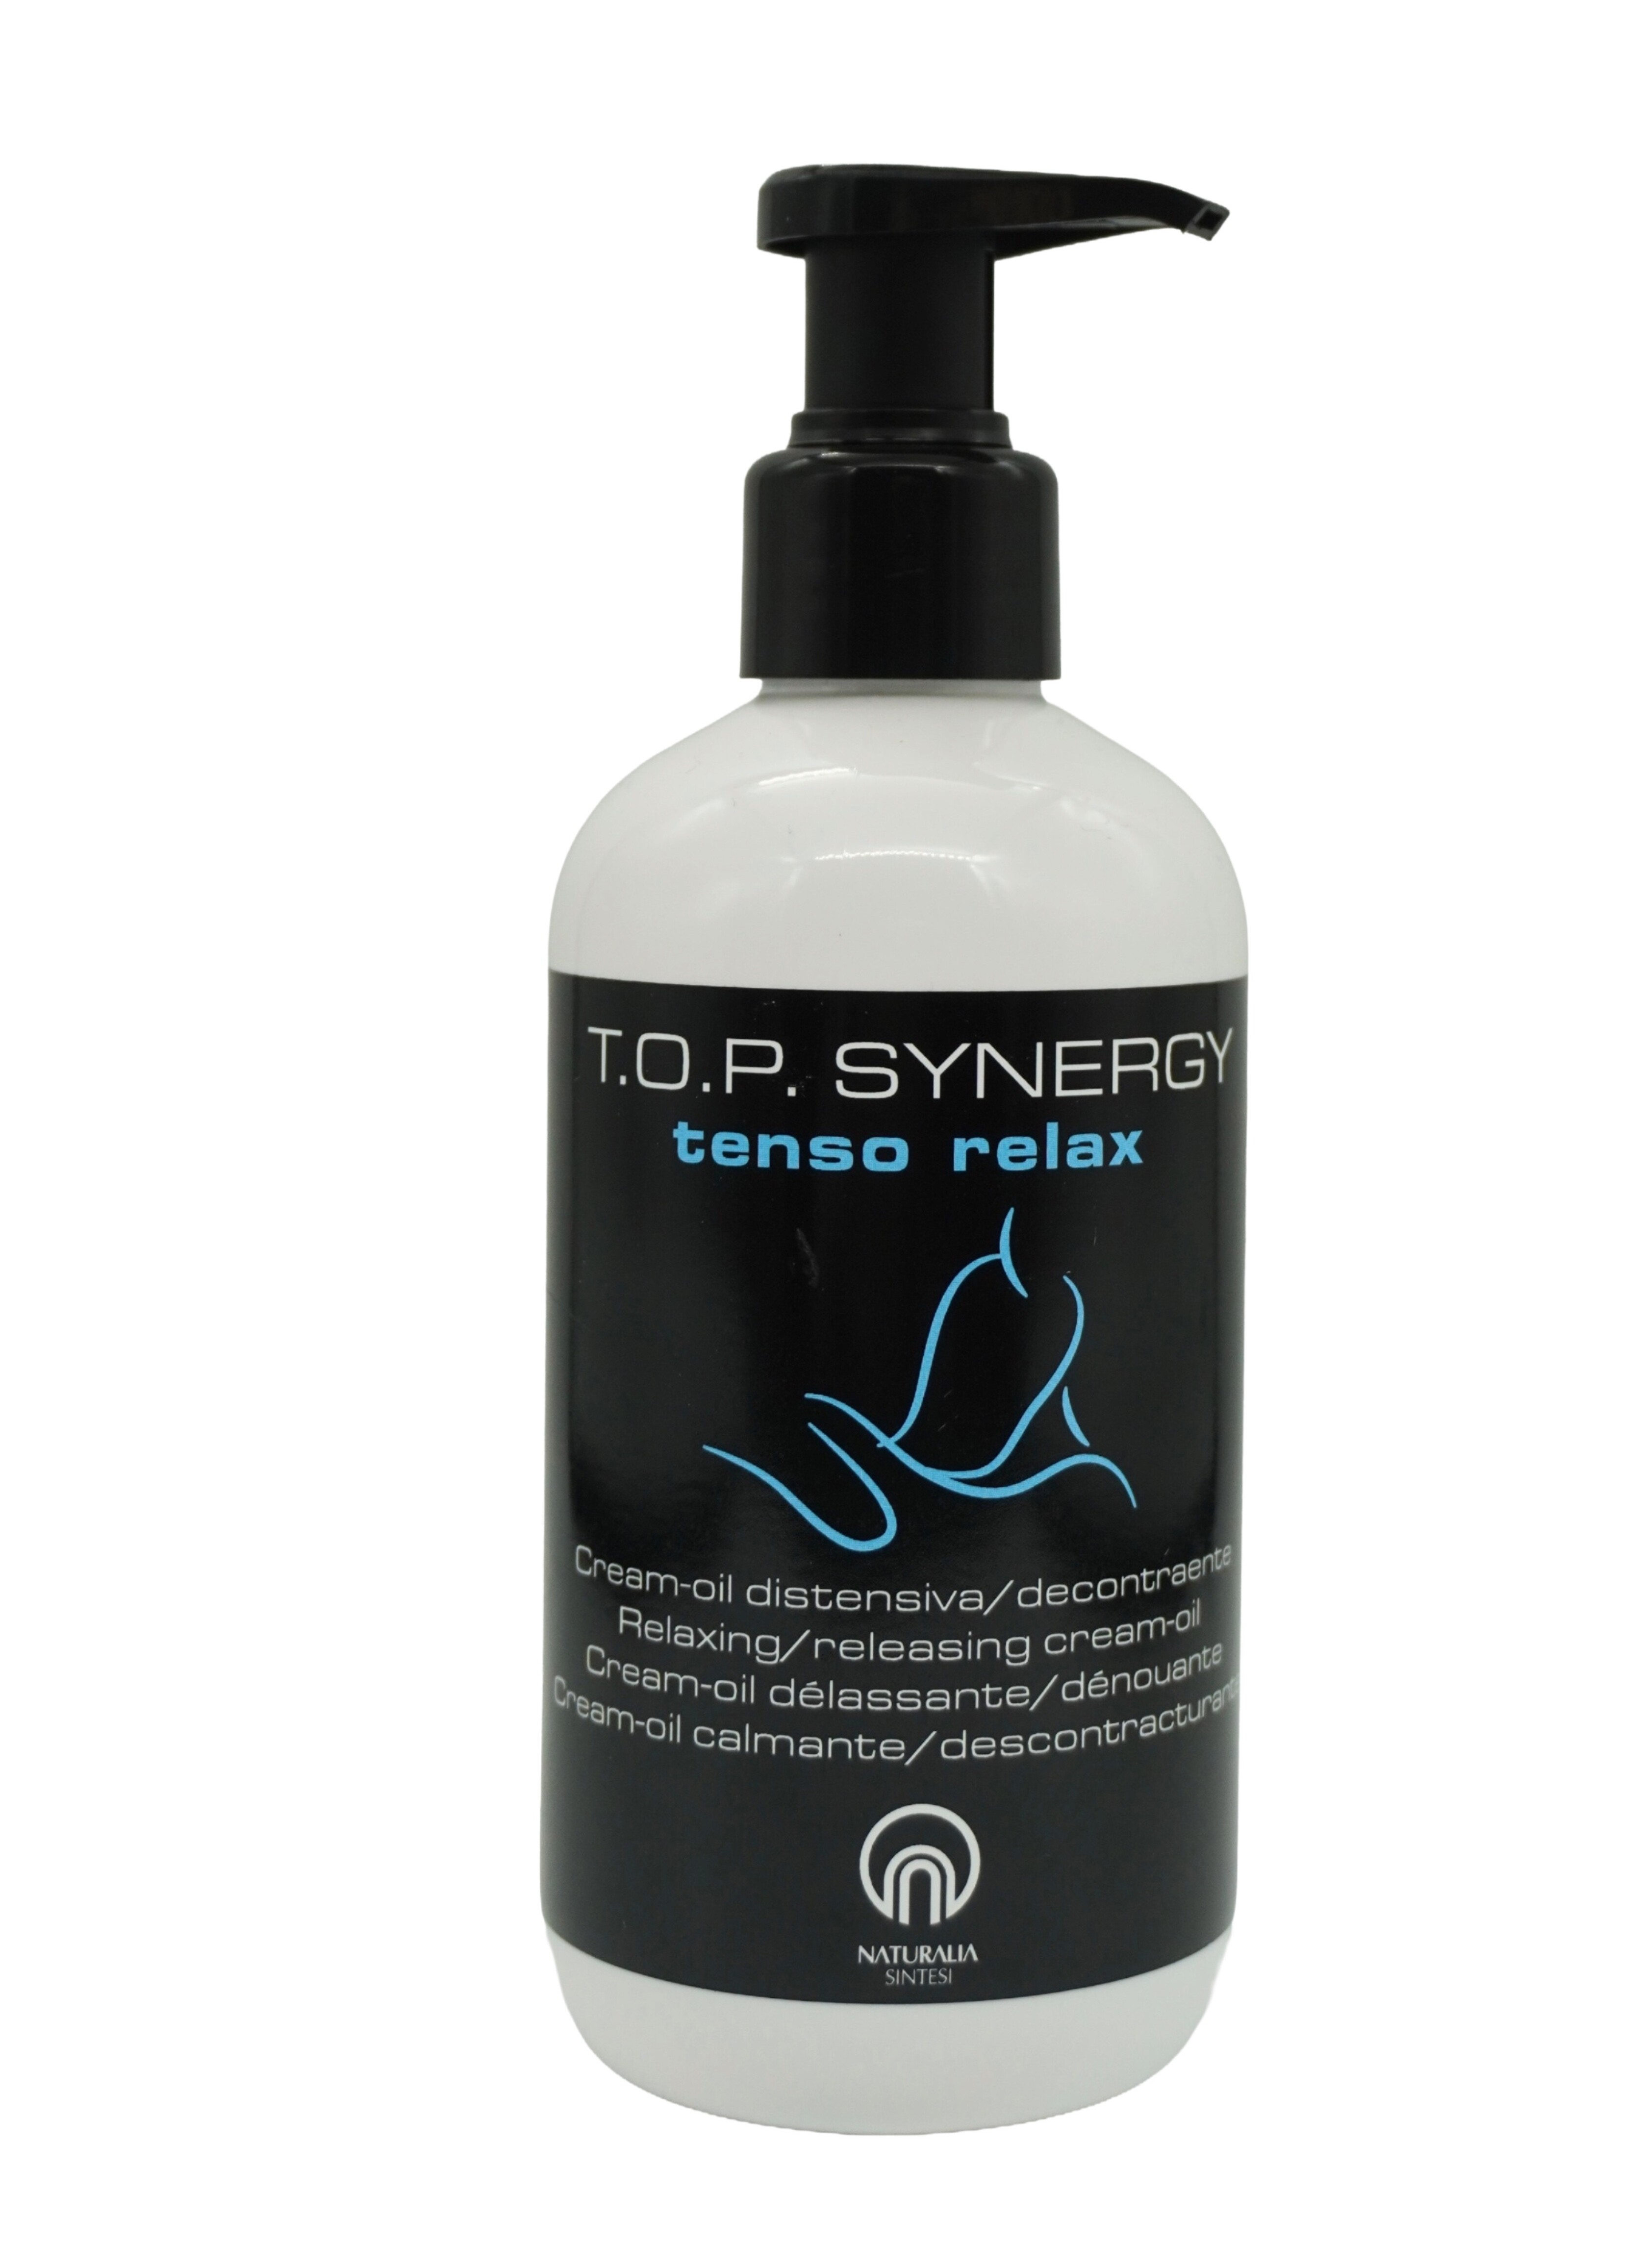 T.O.P. SYNERGY
tenso relax
Cream-oil distensiva/decontraente
Relaxing/releasing cream-oil
Cream-oil délassante/dénouante
Cream-oil calmante/descontracturante
NATURALIA
SINTESI